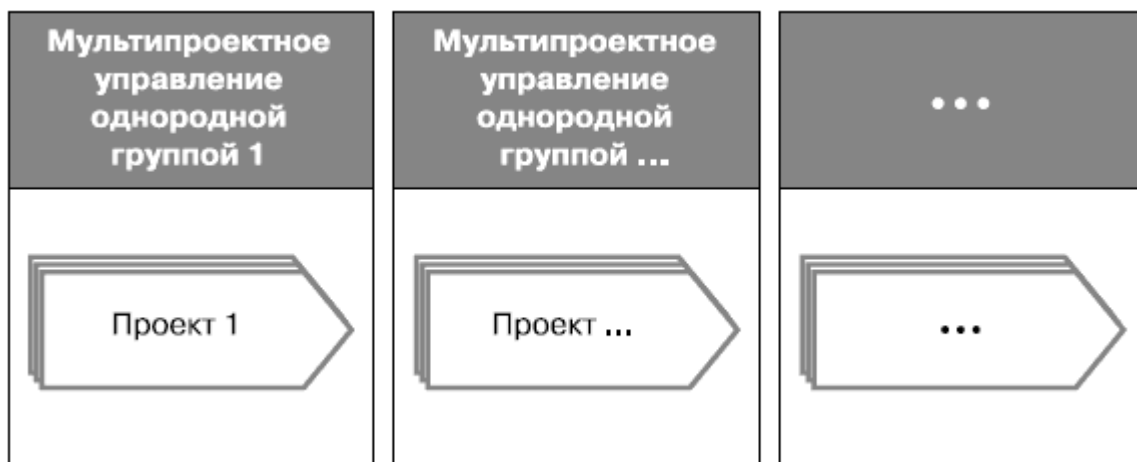 Мультипроектное
управление
однородной
группой 1
Мультипроектное
управление
однородной
группой ...
...
Проект 1
Проект ...
...